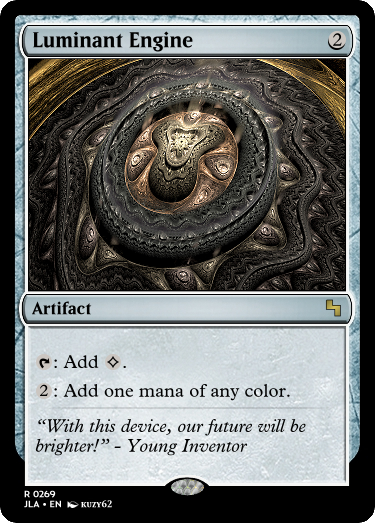 Luminant Engine 2
Artifact
: Add .
2: Add one mana of any color.
“With this device, our future will be
brighter!” - Young Inventor
R 0269
JLA • EN KUZY62